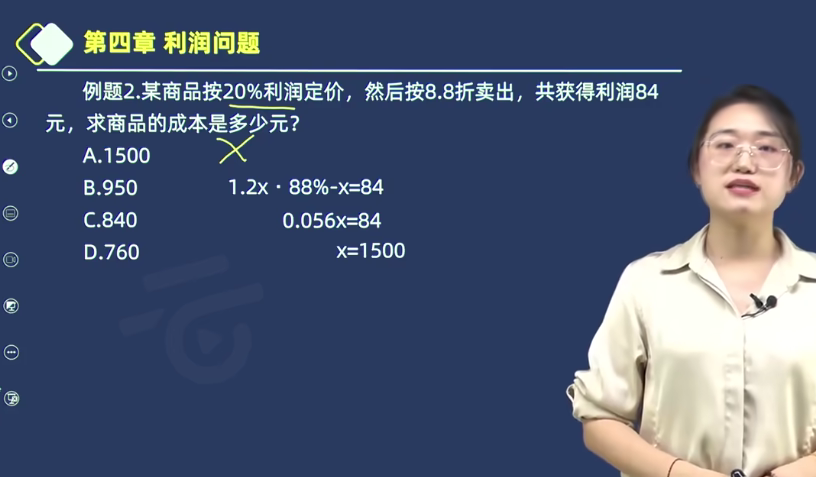 第四章 利润问题
例题2.某商品按20%利润定价，然后按8.8折卖出，共获得利润84
元，求商品的成本是多少元？
A.1500
x
B.950
1.2x · 88%-x=84
C.840
0.056x=84
D.760
x=1500